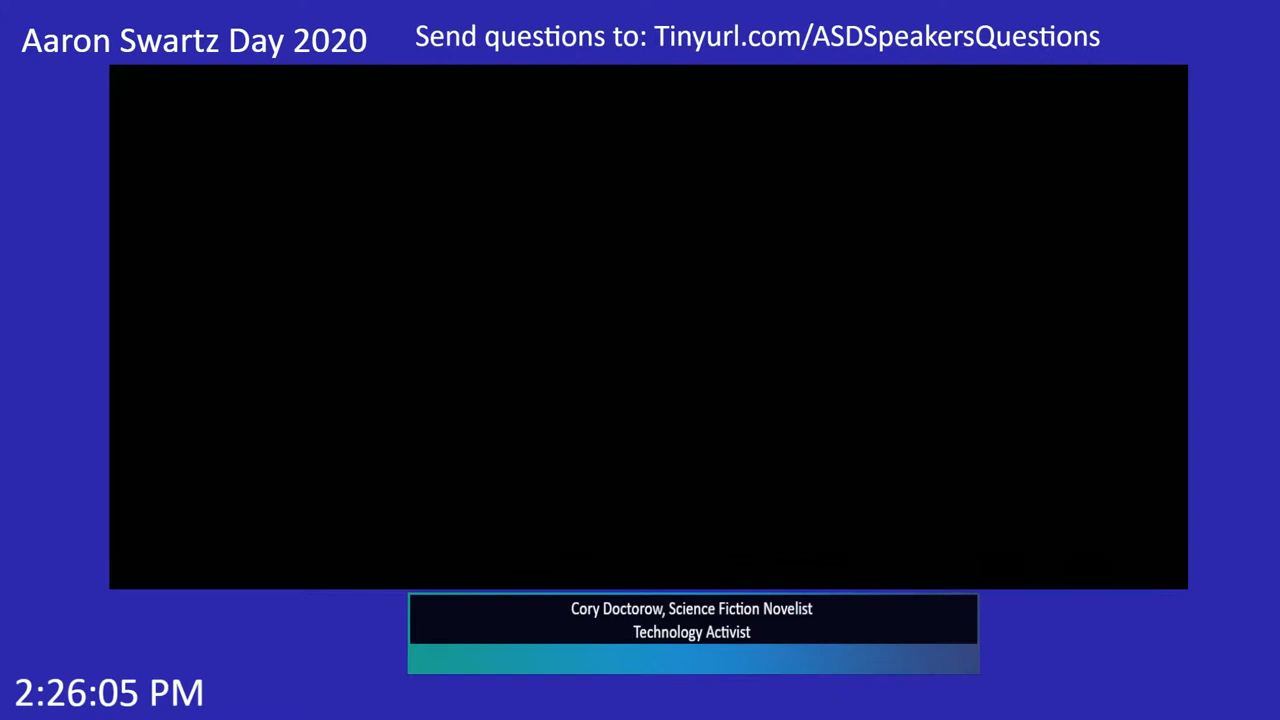 Aaron Swartz Day 2020
Send questions to: Tinyurl.com/ASDSpeakersQuestions
Cory Doctorow, Science Fiction Novelist
Technology Activist
2:26:05 PM